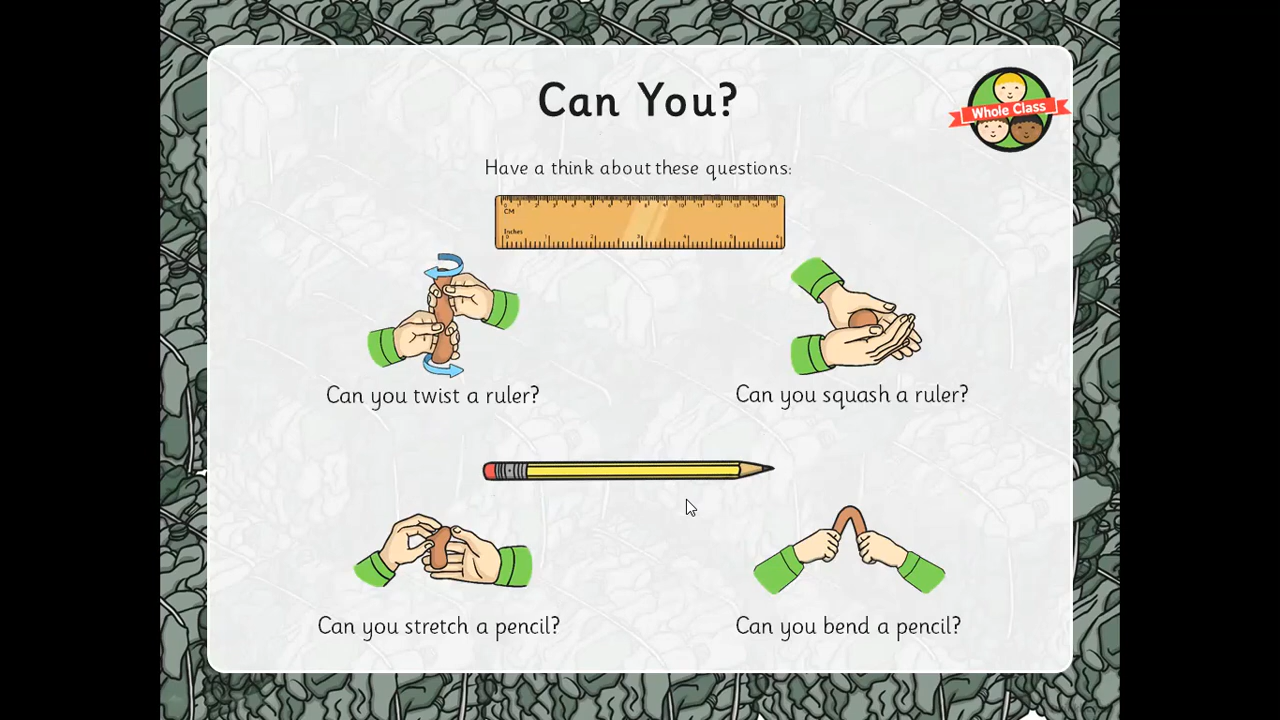 Can You?
Whole Class
Have a think about these questions:
CM
Inches
Can you twist a ruler?
Can you squash a ruler?
Can you stretch a pencil?
Can you bend a pencil?